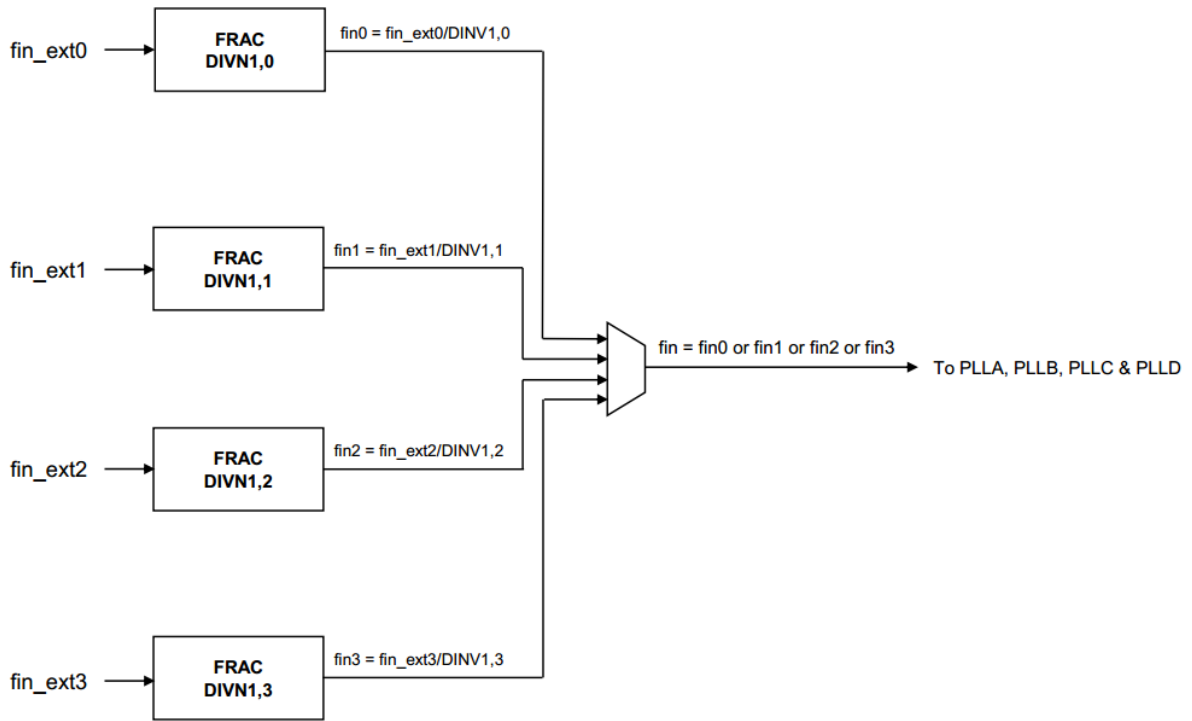 fin_ext0
FRAC
DIVN1,0
fin0 = fin_ext0/DINV1,0
fin_ext1
FRAC
DIVN1,1
fin1 = fin_ext1/DINV1,1
fin = fin0 or fin1 or fin2 or fin3
To PLLA, PLLB, PLLC & PLLD
fin_ext2
FRAC
DIVN1,2
fin2 = fin_ext2/DINV1,2
fin_ext3
FRAC
DIVN1,3
fin3 = fin_ext3/DINV1,3